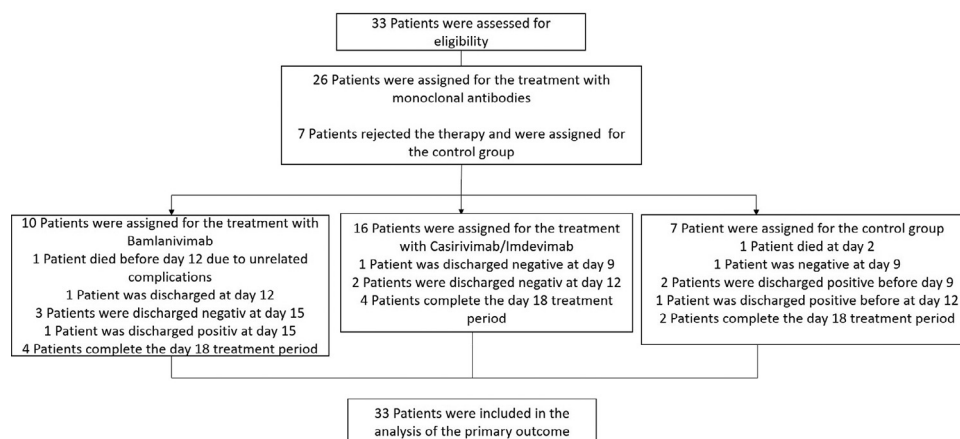 33 Patients were assessed for
eligibility
26 Patients were assigned for the treatment with
monoclonal antibodies
7 Patients rejected the therapy and were assigned for
the control group
10 Patients were assigned for the treatment with
Bamlanivimab
1 Patient died before day 12 due to unrelated
complications
1 Patient was discharged at day 12
3 Patients were discharged negativ at day 15
1 Patient was discharged positiv at day 15
4 Patients complete the day 18 treatment period
16 Patients were assigned for the treatment
with Casirivimab/Imdevimab
1 Patient was discharged negative at day 9
2 Patients were discharged negativ at day 12
4 Patients complete the day 18 treatment
period
7 Patient were assigned for the control group
1 Patient died at day 2
1 Patient was negative at day 9
2 Patients were discharged positive before day 9
1 Patient was discharged positive before at day 12
2 Patients complete the day 18 treatment period
33 Patients were included in the
analysis of the primary outcome